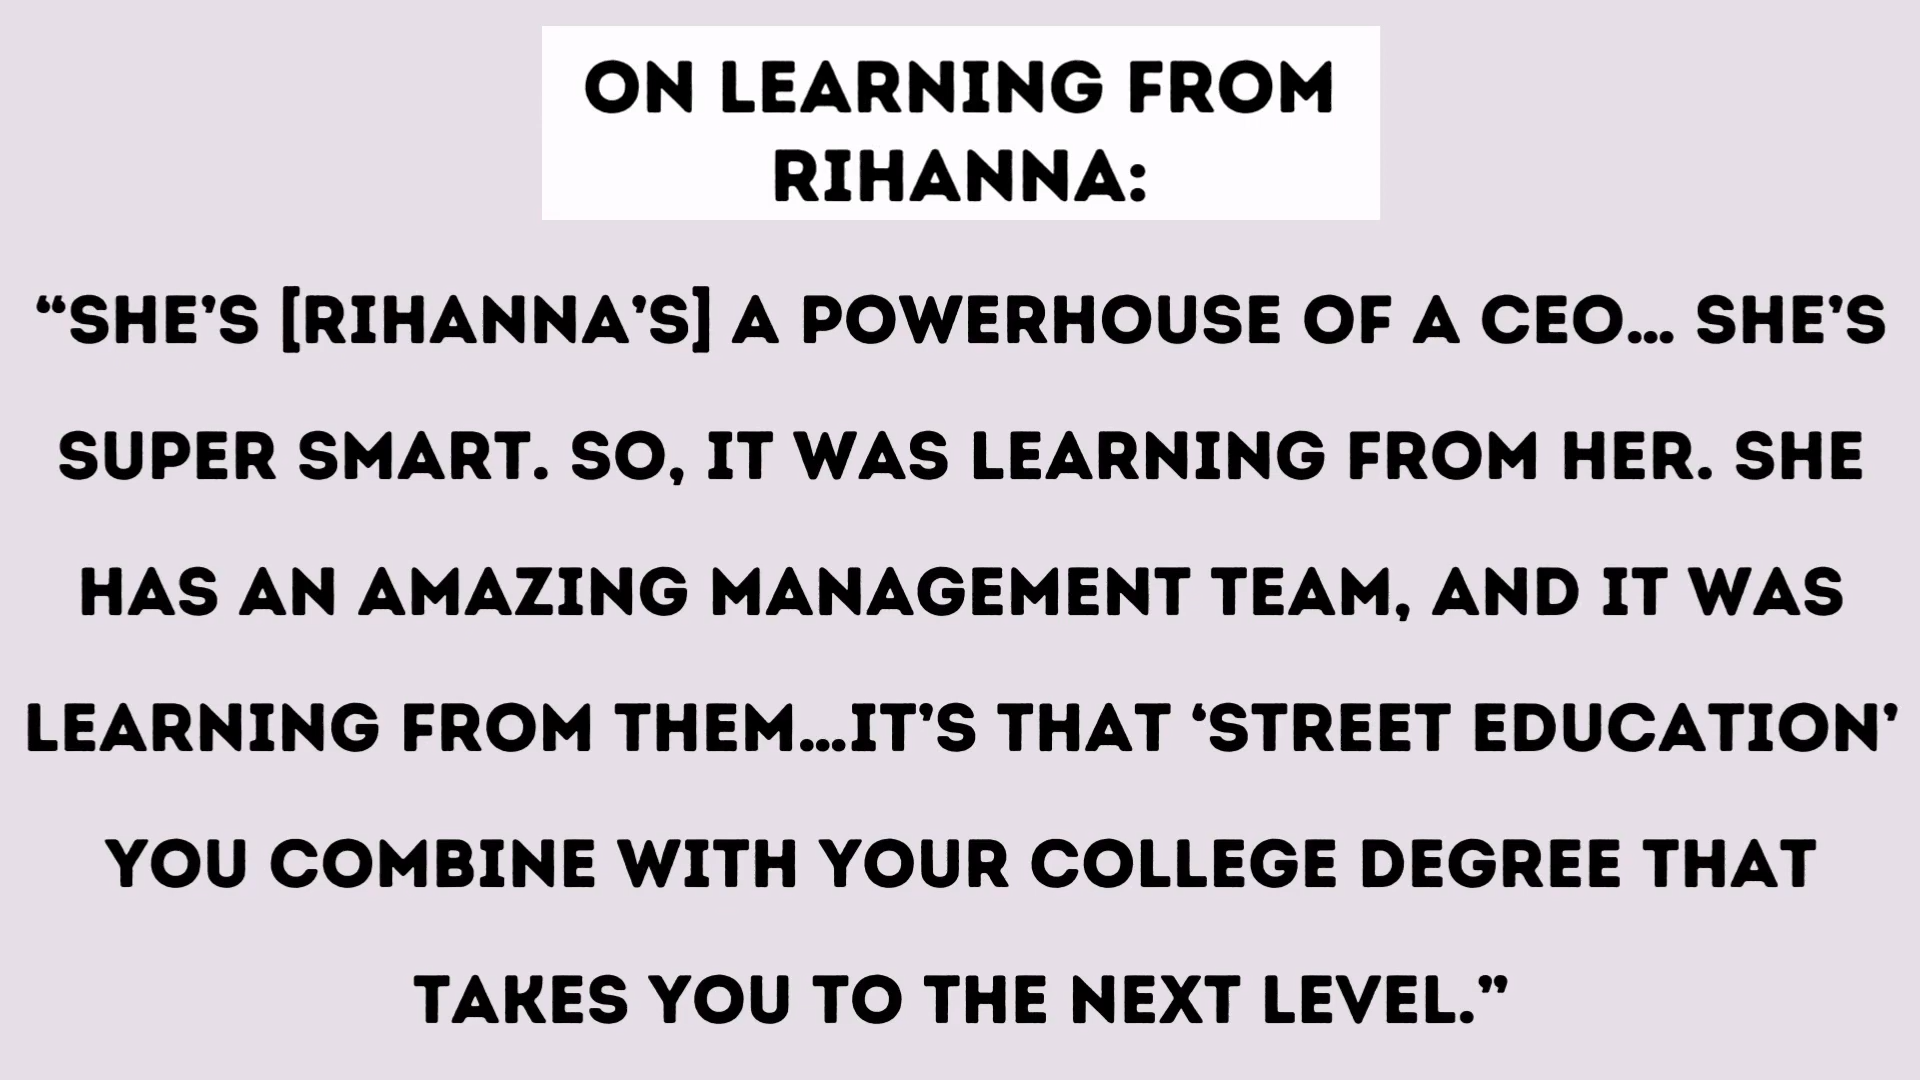 ON LEARNING FROM
RIHANNA:
“SHE’S [RIHANNA’S] A POWERHOUSE OF A CEO... SHE’S
SUPER SMART. SO, IT WAS LEARNING FROM HER. SHE
HAS AN AMAZING MANAGEMENT TEAM, AND IT WAS
LEARNING FROM THEM...IT’S THAT ‘STREET EDUCATION’
YOU COMBINE WITH YOUR COLLEGE DEGREE THAT
TAKES YOU TO THE NEXT LEVEL.”